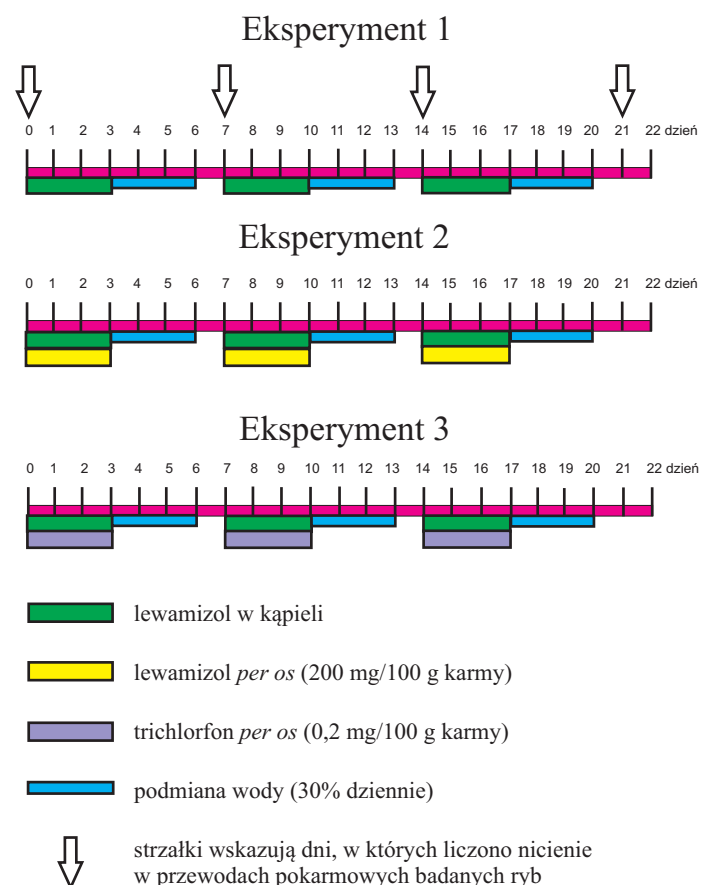 Eksperyment 1
0 1 2 3 4 5 6 7 8 9 10 11 12 13 14 15 16 17 18 19 20 21 22 dzień
Eksperyment 2
0 1 2 3 4 5 6 7 8 9 10 11 12 13 14 15 16 17 18 19 20 21 22 dzień
Eksperyment 3
0 1 2 3 4 5 6 7 8 9 10 11 12 13 14 15 16 17 18 19 20 21 22 dzień
lewamizol w kąpieli
lewamizol per os (200 mg/100 g karmy)
trichlorfon per os (0,2 mg/100 g karmy)
podmiana wody (30% dziennie)
strzałki wskazują dni, w których liczono nicienie
w przewodach pokarmowych badanych ryb